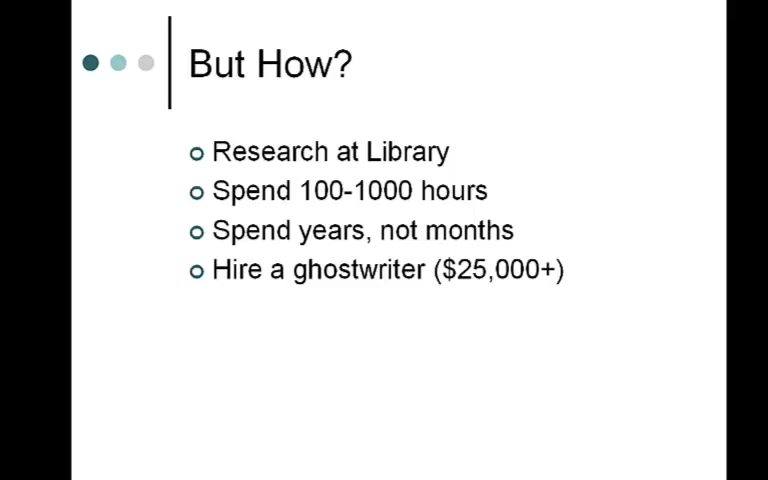 But How?
Research at Library
Spend 100-1000 hours
Spend years, not months
Hire a ghostwriter ($25,000+)